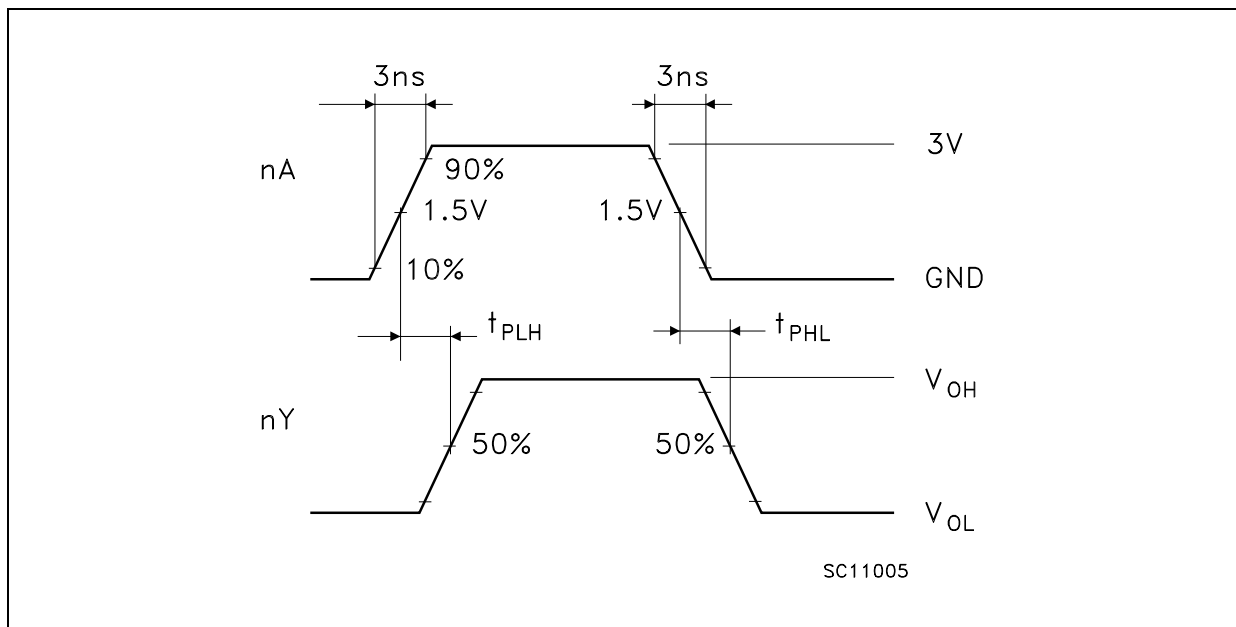 3ns 3ns
3V
nA
90%
1.5V 1.5V
10%
GND
tPLH tPHL
VOH
nY
50% 50%
VOL
SC11005